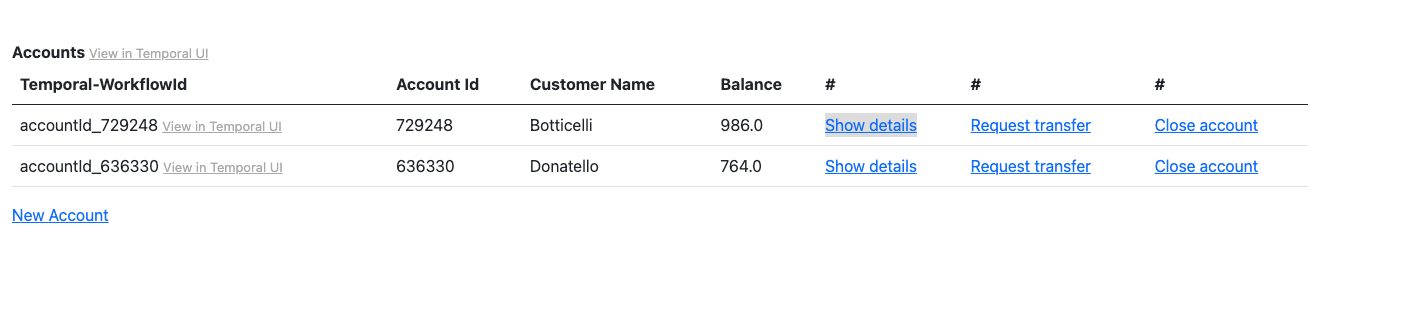 Accounts View in Temporal UI
Temporal-WorkflowId Account Id Customer Name Balance # # #
accountId_729248 View in Temporal UI 729248 Botticelli 986.0 Show details Request transfer Close account
accountId_636330 View in Temporal UI 636330 Donatello 764.0 Show details Request transfer Close account
New Account